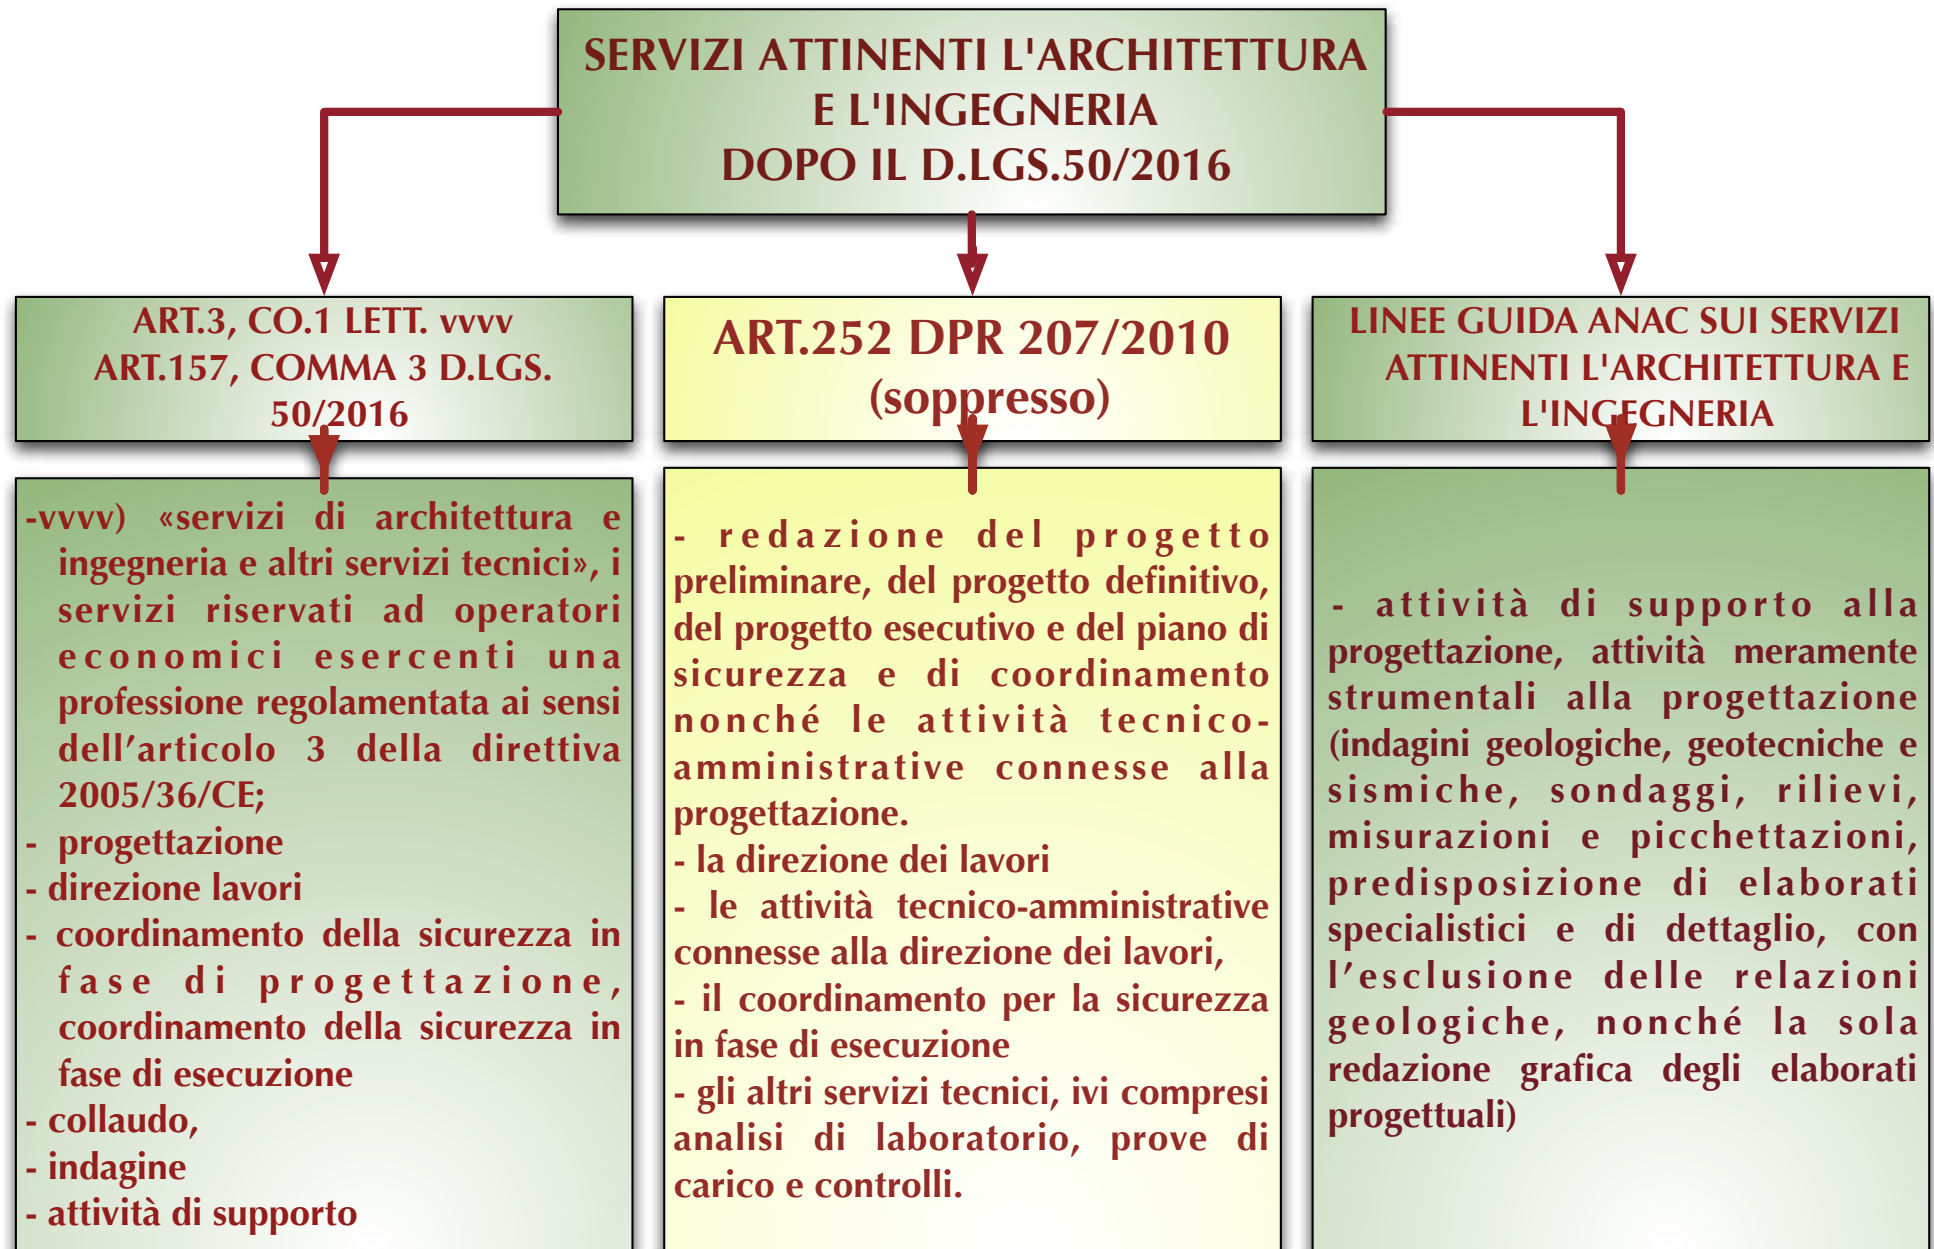 SERVIZI ATTINENTI L'ARCHITETTURA
E L'INGEGNERIA
DOPO IL D.LGS.50/2016
ART.3, CO.1 LETT. vvvv
ART.157, COMMA 3 D.LGS.
50/2016
-vvvv) «servizi di architettura e
ingegneria e altri servizi tecnici», i
servizi riservati ad operatori
economici esercenti una
professione regolamentata ai sensi
dell'articolo 3 della direttiva
2005/36/CE;
- progettazione
- direzione lavori
- coordinamento della sicurezza in
fase di progettazione,
coordinamento della sicurezza in
fase di esecuzione
- collaudo,
- indagine
- attività di supporto
ART.252 DPR 207/2010
(soppresso)
- redazione del progetto
preliminare, del progetto definitivo,
del progetto esecutivo e del piano di
sicurezza e di coordinamento
nonché le attività tecnico-
amministrative connesse alla
progettazione.
- la direzione dei lavori
- le attività tecnico-amministrative
connesse alla direzione dei lavori,
- il coordinamento per la sicurezza
in fase di esecuzione
- gli altri servizi tecnici, ivi compresi
analisi di laboratorio, prove di
carico e controlli.
LINEE GUIDA ANAC SUI SERVIZI
ATTINENTI L'ARCHITETTURA E
L'INGEGNERIA
- attività di supporto alla
progettazione, attività meramente
strumentali alla progettazione
(indagini geologiche, geotecniche e
sismiche, sondaggi, rilievi,
misurazioni e picchettazioni,
predisposizione di elaborati
specialistici e di dettaglio, con
l'esclusione delle relazioni
geologiche, nonché la sola
redazione grafica degli elaborati
progettuali)